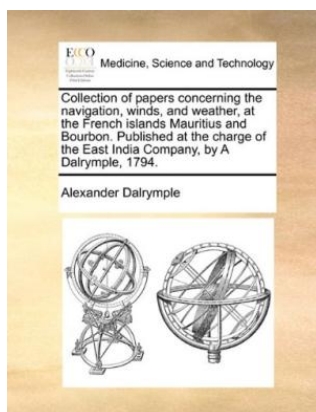 ECCO
Medicine, Science and Technology
Collection of papers concerning the
navigation, winds, and weather, at
the French islands Mauritius and
Bourbon. Published at the charge of
the East India Company, by A
Dalrymple, 1794.
Alexander Dalrymple